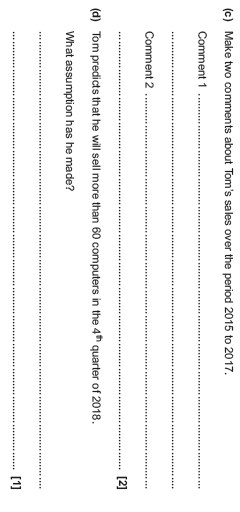 (c) Make two comments about Tom's sales over the period 2015 to 2017.
Comment 1 ..........................................................................................
..........................................................................................
Comment 2 ..........................................................................................
.......................................................................................... [2]
(d) Tom predicts that he will sell more than 60 computers in the 4th quarter of 2018.
What assumption has he made?
..........................................................................................
.......................................................................................... [1]